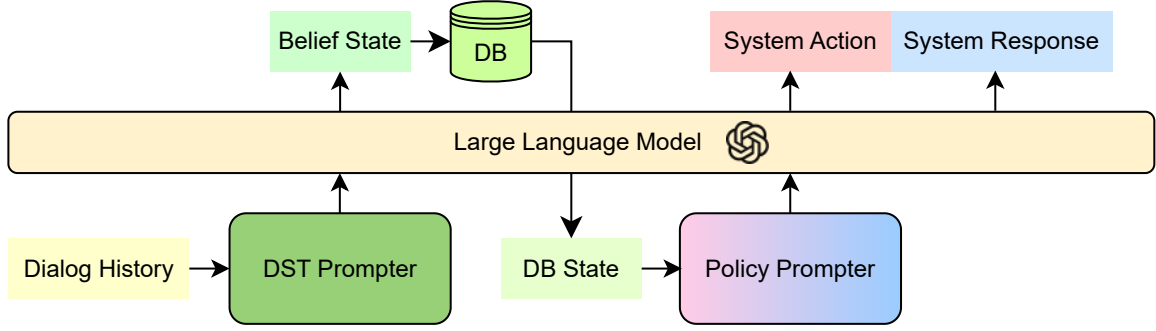 Belief State
DB
System Action
System Response
Large Language Model
Dialog History
DST Prompter
DB State
Policy Prompter